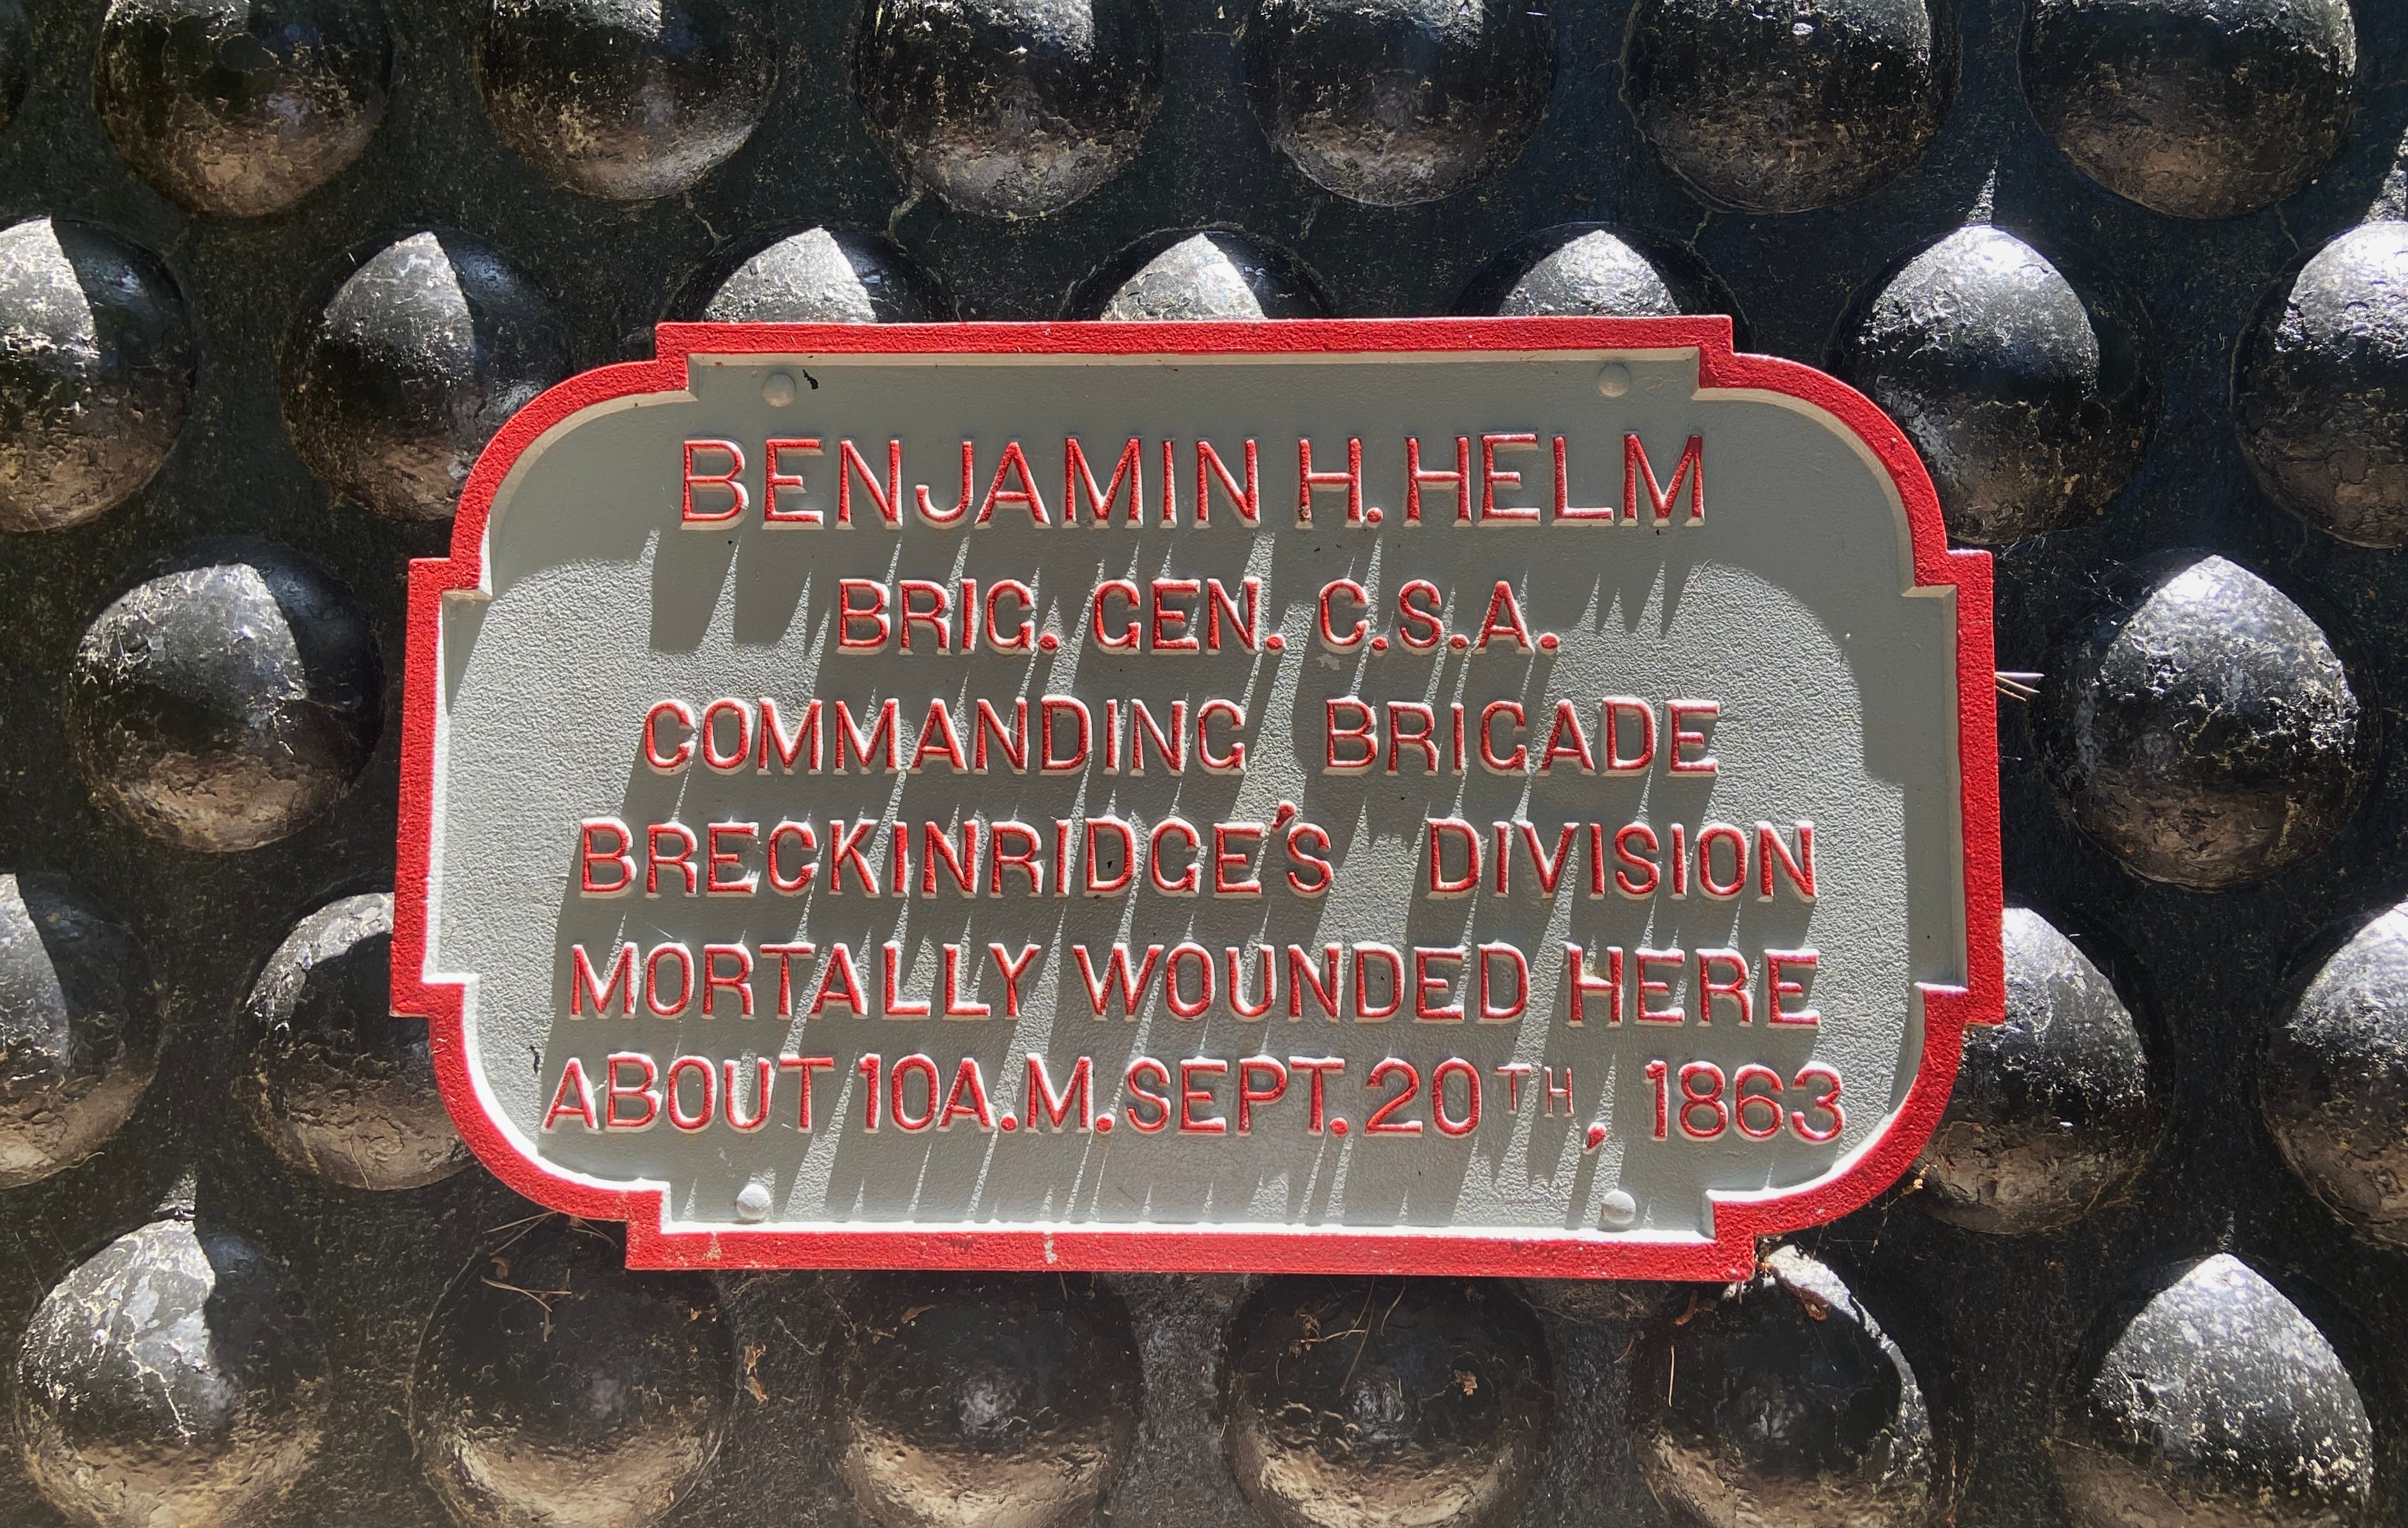 BENJAMIN H. HELM
BRIG. GEN. C.S.A.
COMMANDING BRIGADE
BRECKINRIDGE'S DIVISION
MORTALLY WOUNDED HERE
ABOUT 10A.M. SEPT. 20TH, 1863